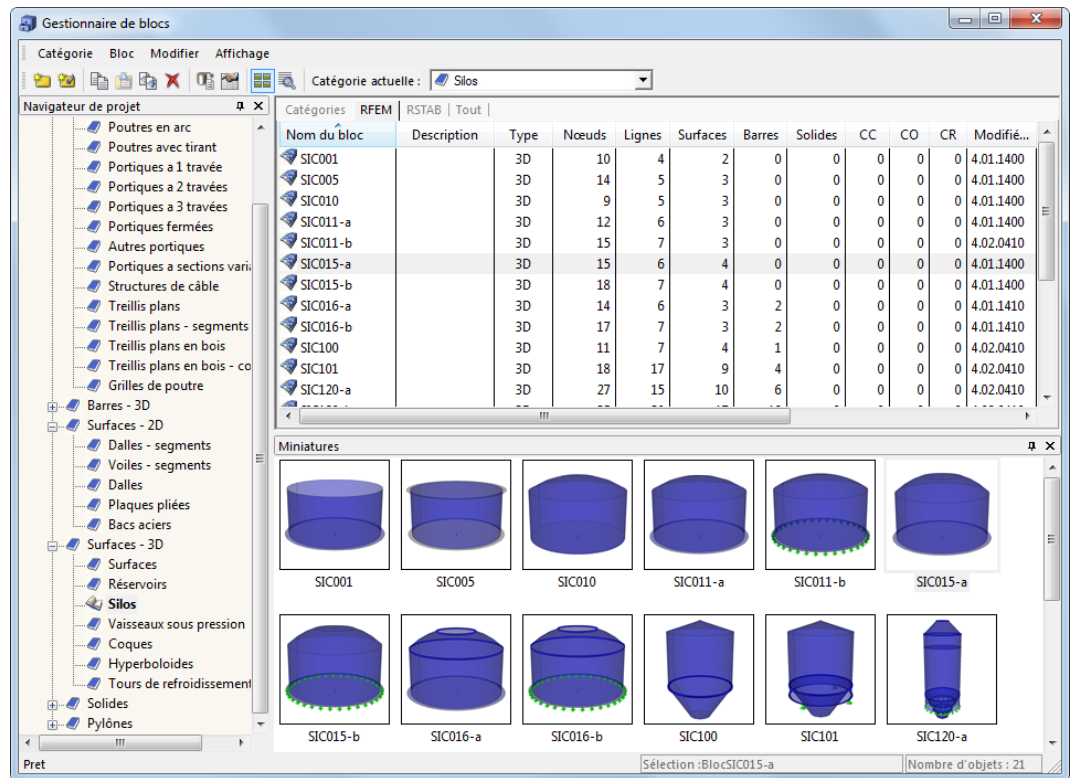 Gestionnaire de blocs
Catégorie Bloc Modifier Affichage
Catégorie actuelle : Silos
Navigateur de projet
Poutres en arc
Poutres avec tirant
Portiques a 1 travée
Portiques a 2 travées
Portiques a 3 travées
Portiques fermées
Autres portiques
Portiques a sections varia
Structures de câble
Treillis plans
Treillis plans - segments
Treillis plans en bois
Treillis plans en bois - co
Grilles de poutre
Barres - 3D
Surfaces - 2D
Dalles - segments
Voiles - segments
Dalles
Plaques pliées
Bacs aciers
Surfaces - 3D
Surfaces
Réservoirs
Silos
Vaisseaux sous pression
Coques
Hyperboloides
Tours de refroidissement
Solides
Pylônes
Catégories RFEM RSTAB Tout
Nom du bloc Description Type Nœuds Lignes Surfaces Barres Solides CC CO CR Modifié...
SIC001 3D 10 4 2 0 0 0 0 0 4.01.1400
SIC005 3D 14 5 3 0 0 0 0 0 4.01.1400
SIC010 3D 9 5 3 0 0 0 0 0 4.01.1400
SIC011-a 3D 12 6 3 0 0 0 0 0 4.01.1400
SIC011-b 3D 15 7 3 0 0 0 0 0 4.02.0410
SIC015-a 3D 15 6 4 0 0 0 0 0 4.01.1400
SIC015-b 3D 18 7 4 0 0 0 0 0 4.01.1400
SIC016-a 3D 14 6 3 2 0 0 0 0 4.01.1410
SIC016-b 3D 17 7 3 2 0 0 0 0 4.01.1410
SIC100 3D 11 7 4 1 0 0 0 0 4.02.0410
SIC101 3D 18 17 9 4 0 0 0 0 4.02.0410
SIC120-a 3D 27 15 10 6 0 0 0 0 4.02.0410
Miniatures
SIC001 SIC005 SIC010 SIC011-a SIC011-b SIC015-a
SIC015-b SIC016-a SIC016-b SIC100 SIC101 SIC120-a
Pret
Sélection :BlocSIC015-a
Nombre d'objets : 21